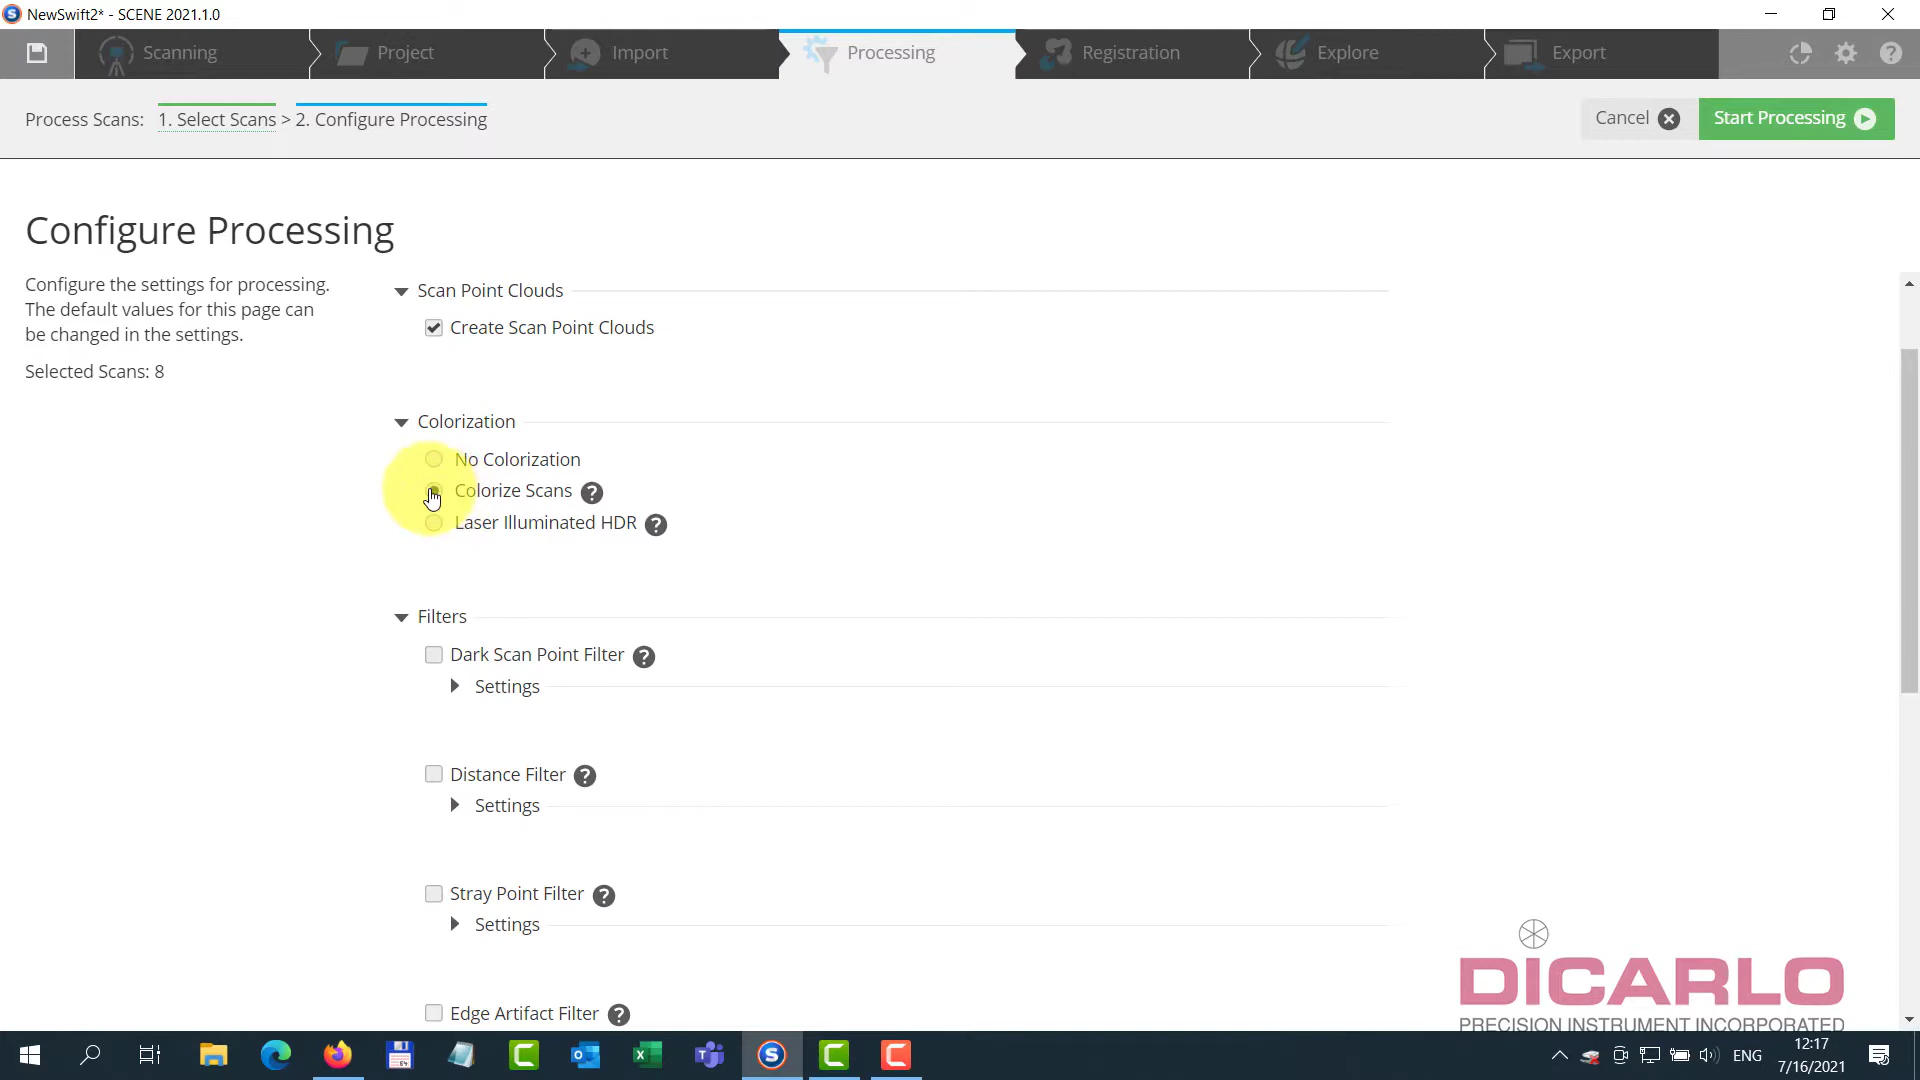 NewSwift2* - SCENE 2021.1.0
Scanning
Project
Import
Processing
Registration
Explore
Export
Process Scans: 1. Select Scans > 2. Configure Processing
Cancel
Start Processing
Configure Processing
Configure the settings for processing.
The default values for this page can
be changed in the settings.
Selected Scans: 8
Scan Point Clouds
Create Scan Point Clouds
Colorization
No Colorization
Colorize Scans
Laser Illuminated HDR
Filters
Dark Scan Point Filter
Settings
Distance Filter
Settings
Stray Point Filter
Settings
Edge Artifact Filter
DICARLO
PRECISION INSTRUMENT INCORPORATED
ENG
12:17
7/16/2021